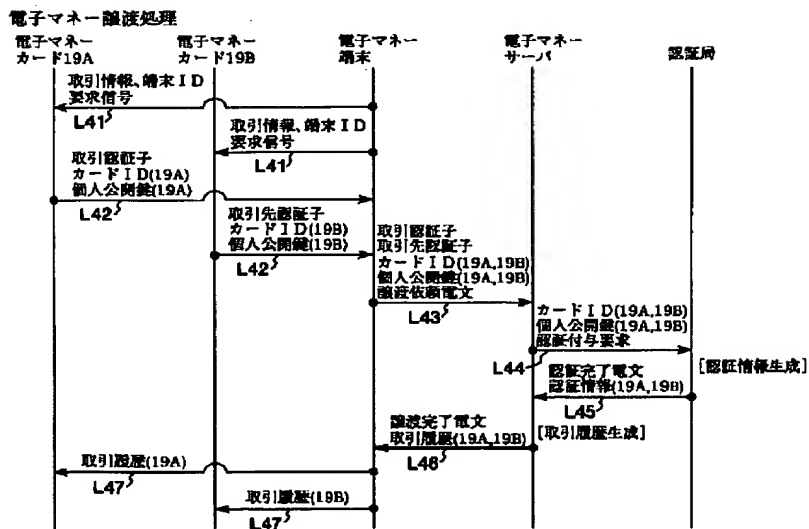 電子マネー譲渡処理
電子マネー
カード19A
電子マネー
カード19B
電子マネー
端末
電子マネー
サーバ
認証局
取引情報、端末ID
要求信号
L41
取引情報、端末ID
要求信号
L41
取引認証子
カードID(19A)
個人公開鍵(19A)
L42
取引先認証子
カードID(19B)
個人公開鍵(19B)
L42
取引認証子
取引先認証子
カードID(19A,19B)
個人公開鍵(19A,19B)
譲渡依頼電文
L43
カードID(19A,19B)
個人公開鍵(19A,19B)
認証付与要求
L44
[認証情報生成]
認証完了電文
認証情報(19A,19B)
L45
譲渡完了電文
取引履歴(19A,19B)
[取引履歴生成]
L46
取引履歴(19A)
L47
取引履歴(19B)
L47